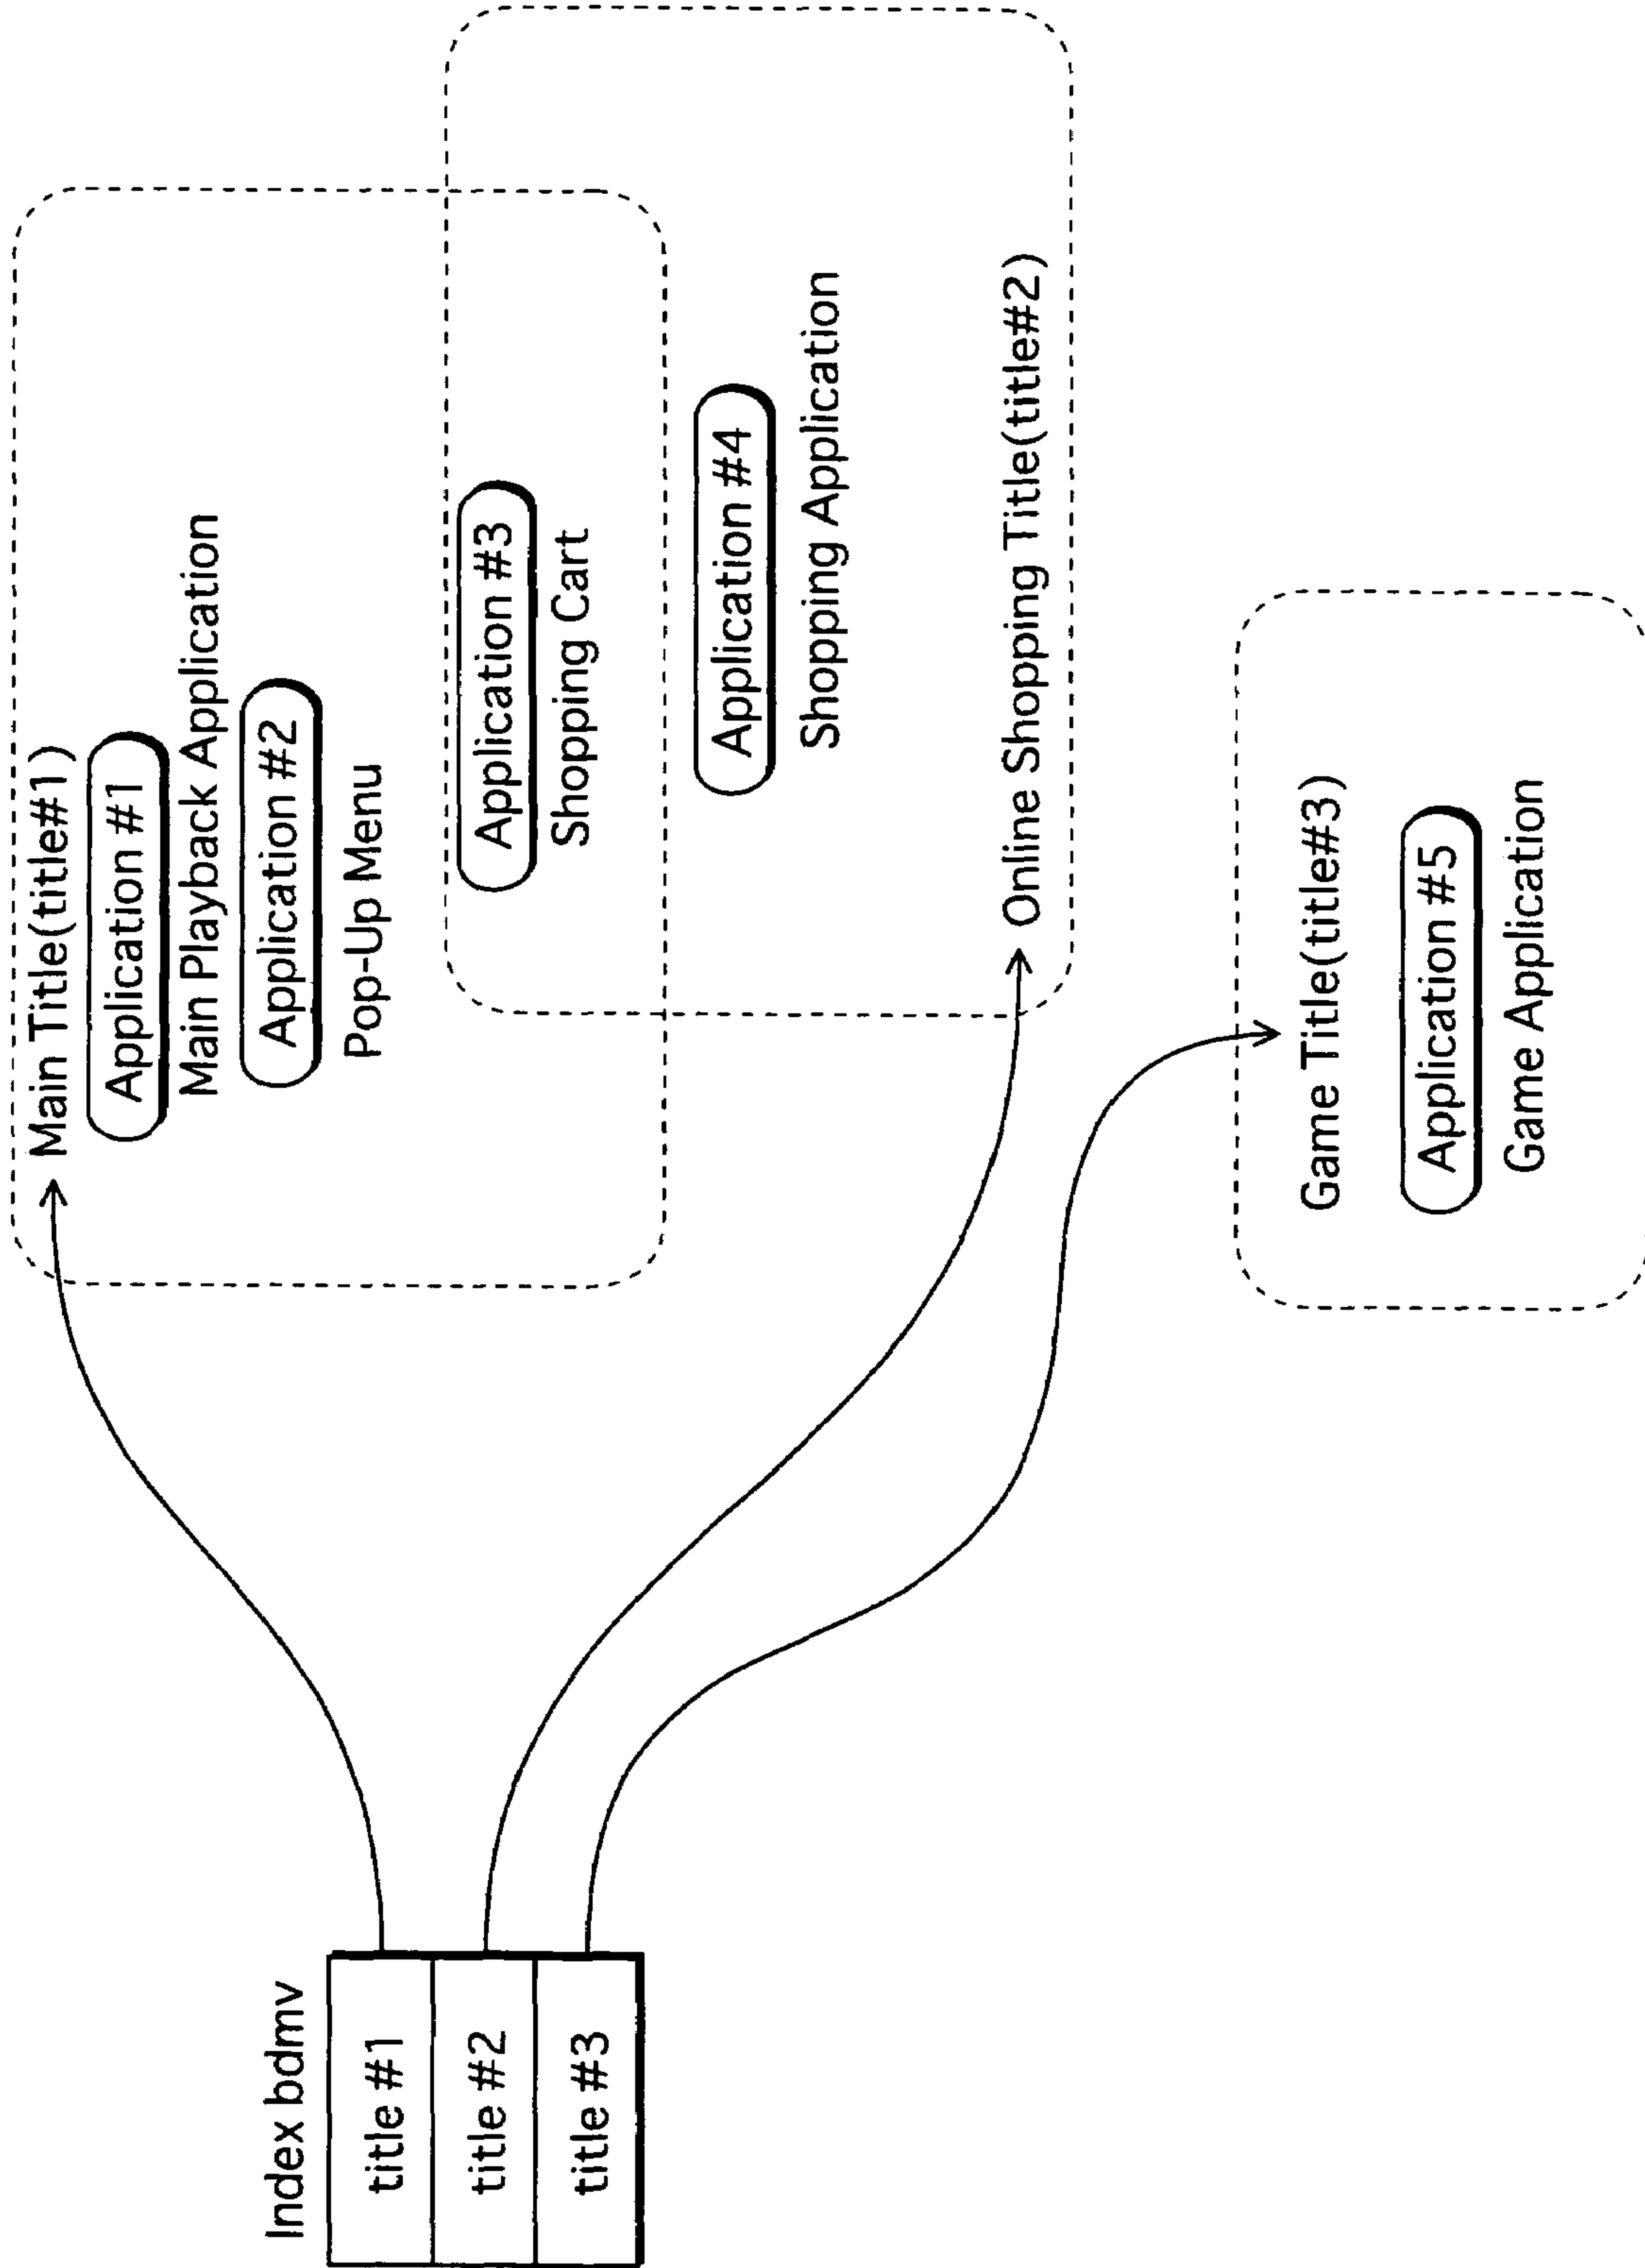 Index bdmv
title #1
title #2
title #3
Main Title(title#1)
Application #1
Main Playback Application
Application #2
Pop-Up Menu
Application #3
Shopping Cart
Application #4
Shopping Application
Online Shopping Title(title#2)
Game Title(title#3)
Application #5
Game Application